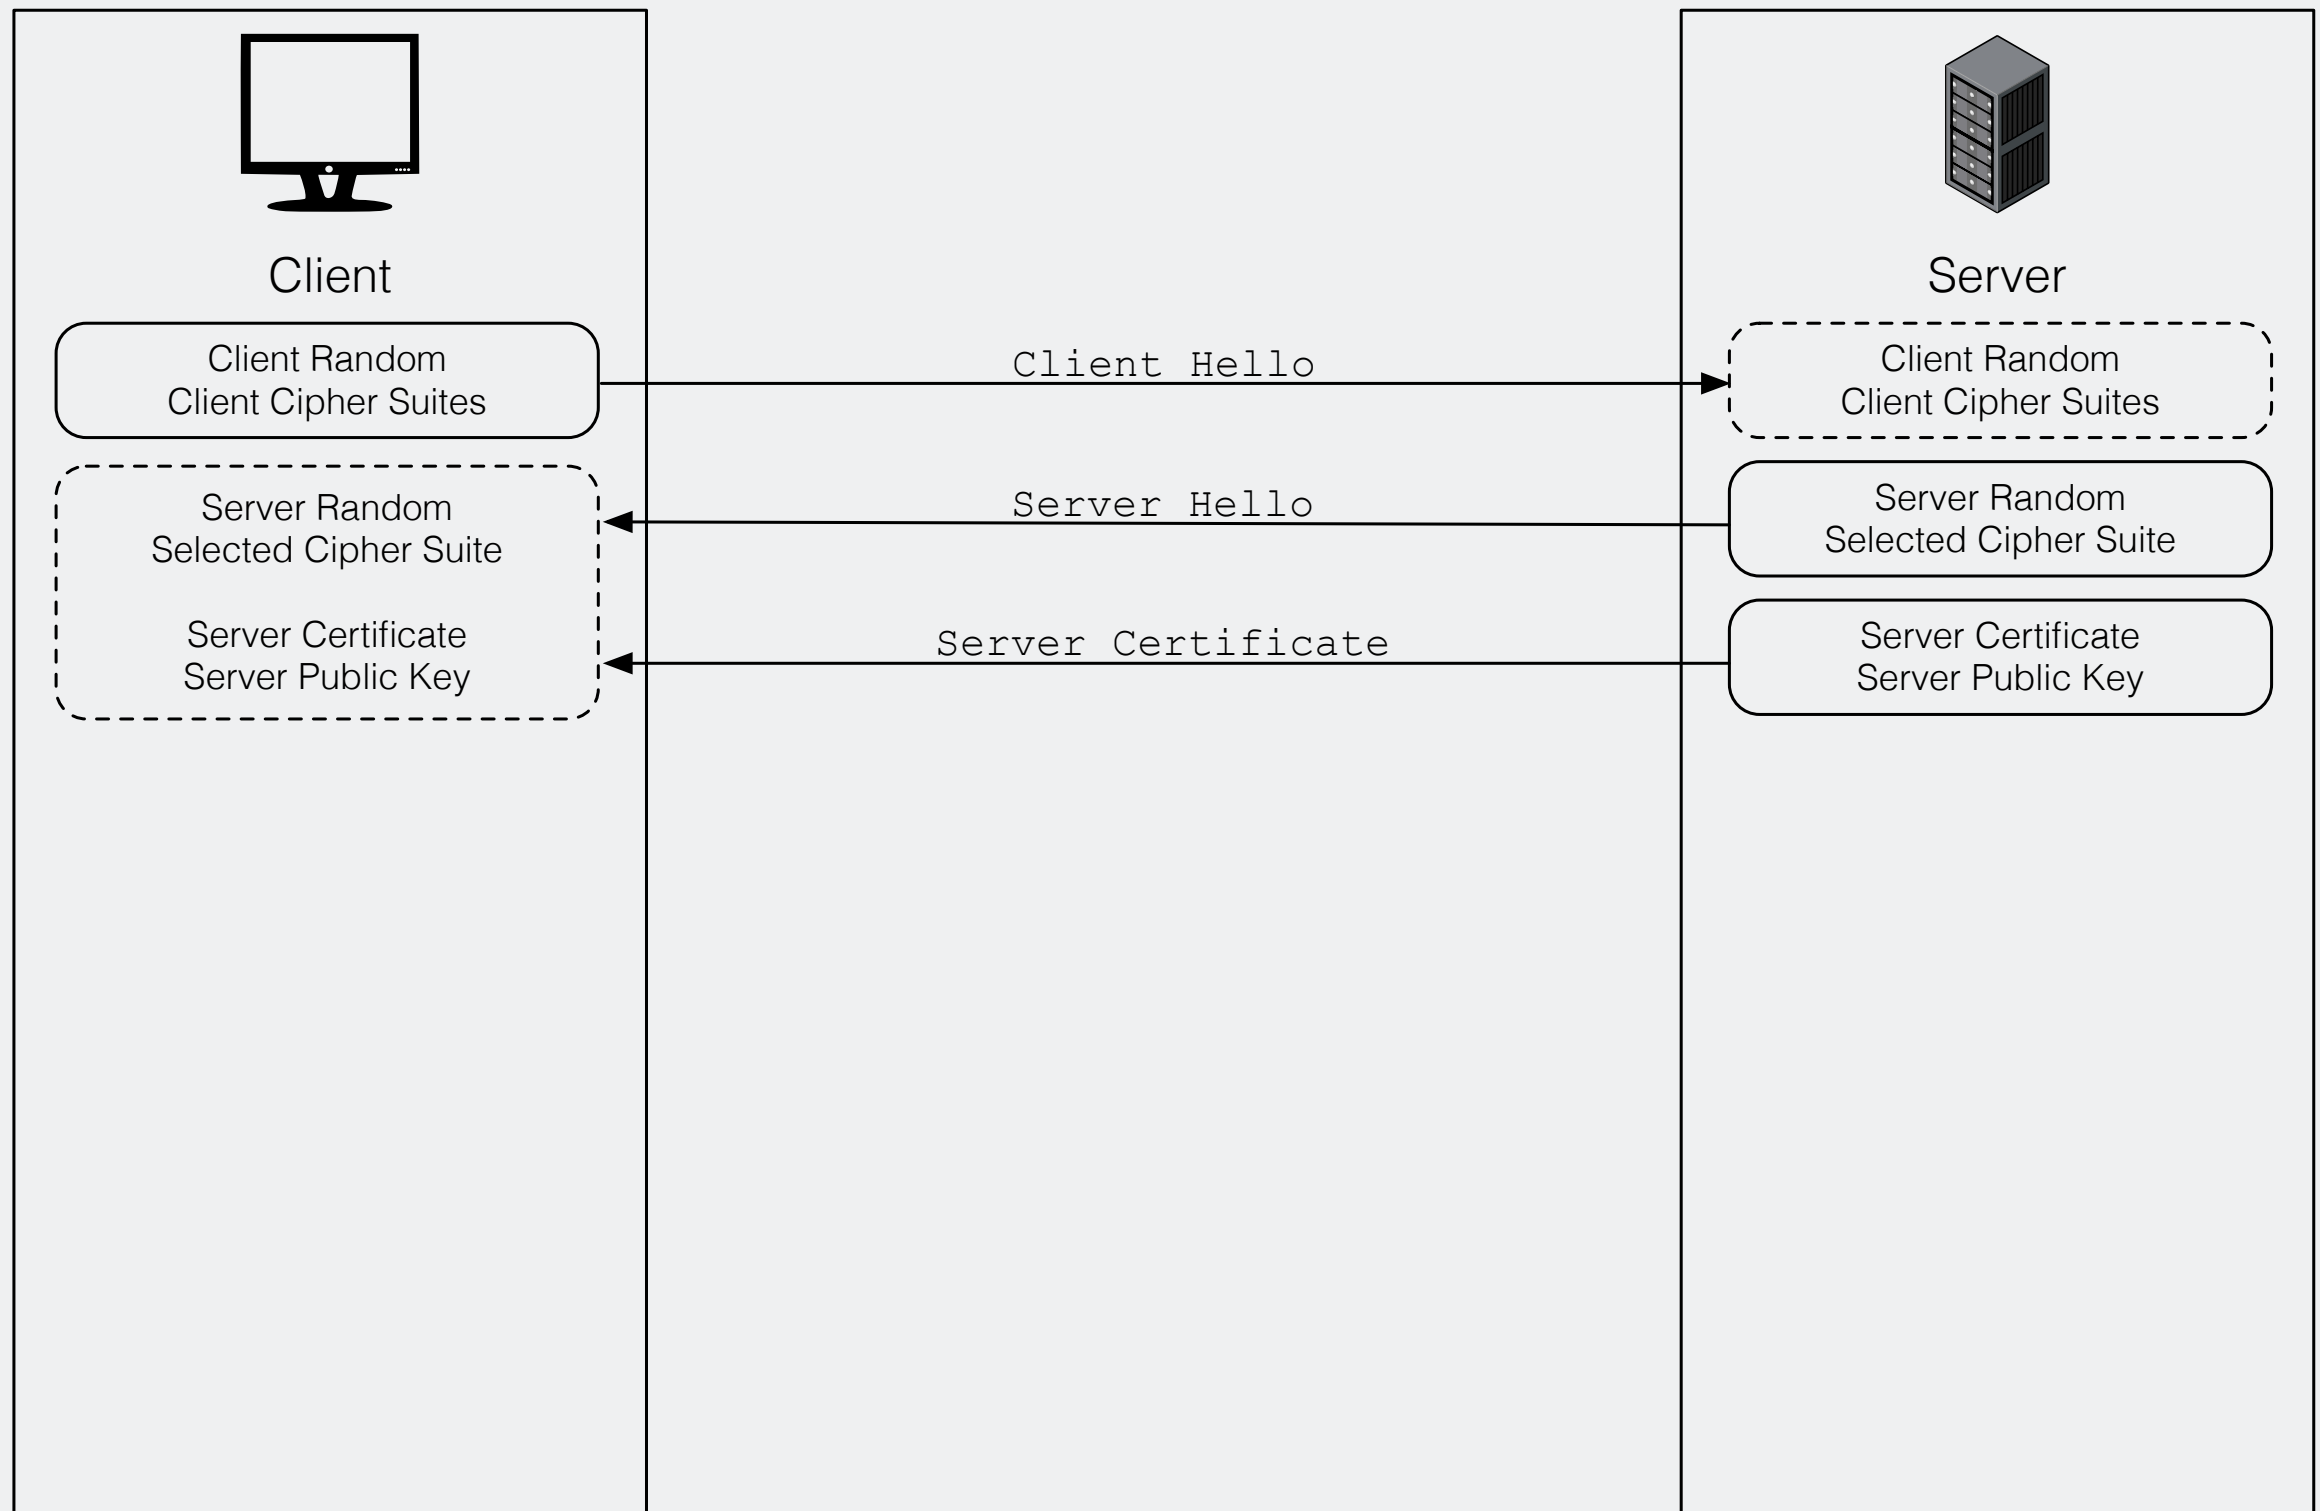 Client
Server
Client Random
Client Cipher Suites
Client Hello
Client Random
Client Cipher Suites
Server Random
Selected Cipher Suite
Server Hello
Server Random
Selected Cipher Suite
Server Certificate
Server Public Key
Server Certificate
Server Certificate
Server Public Key